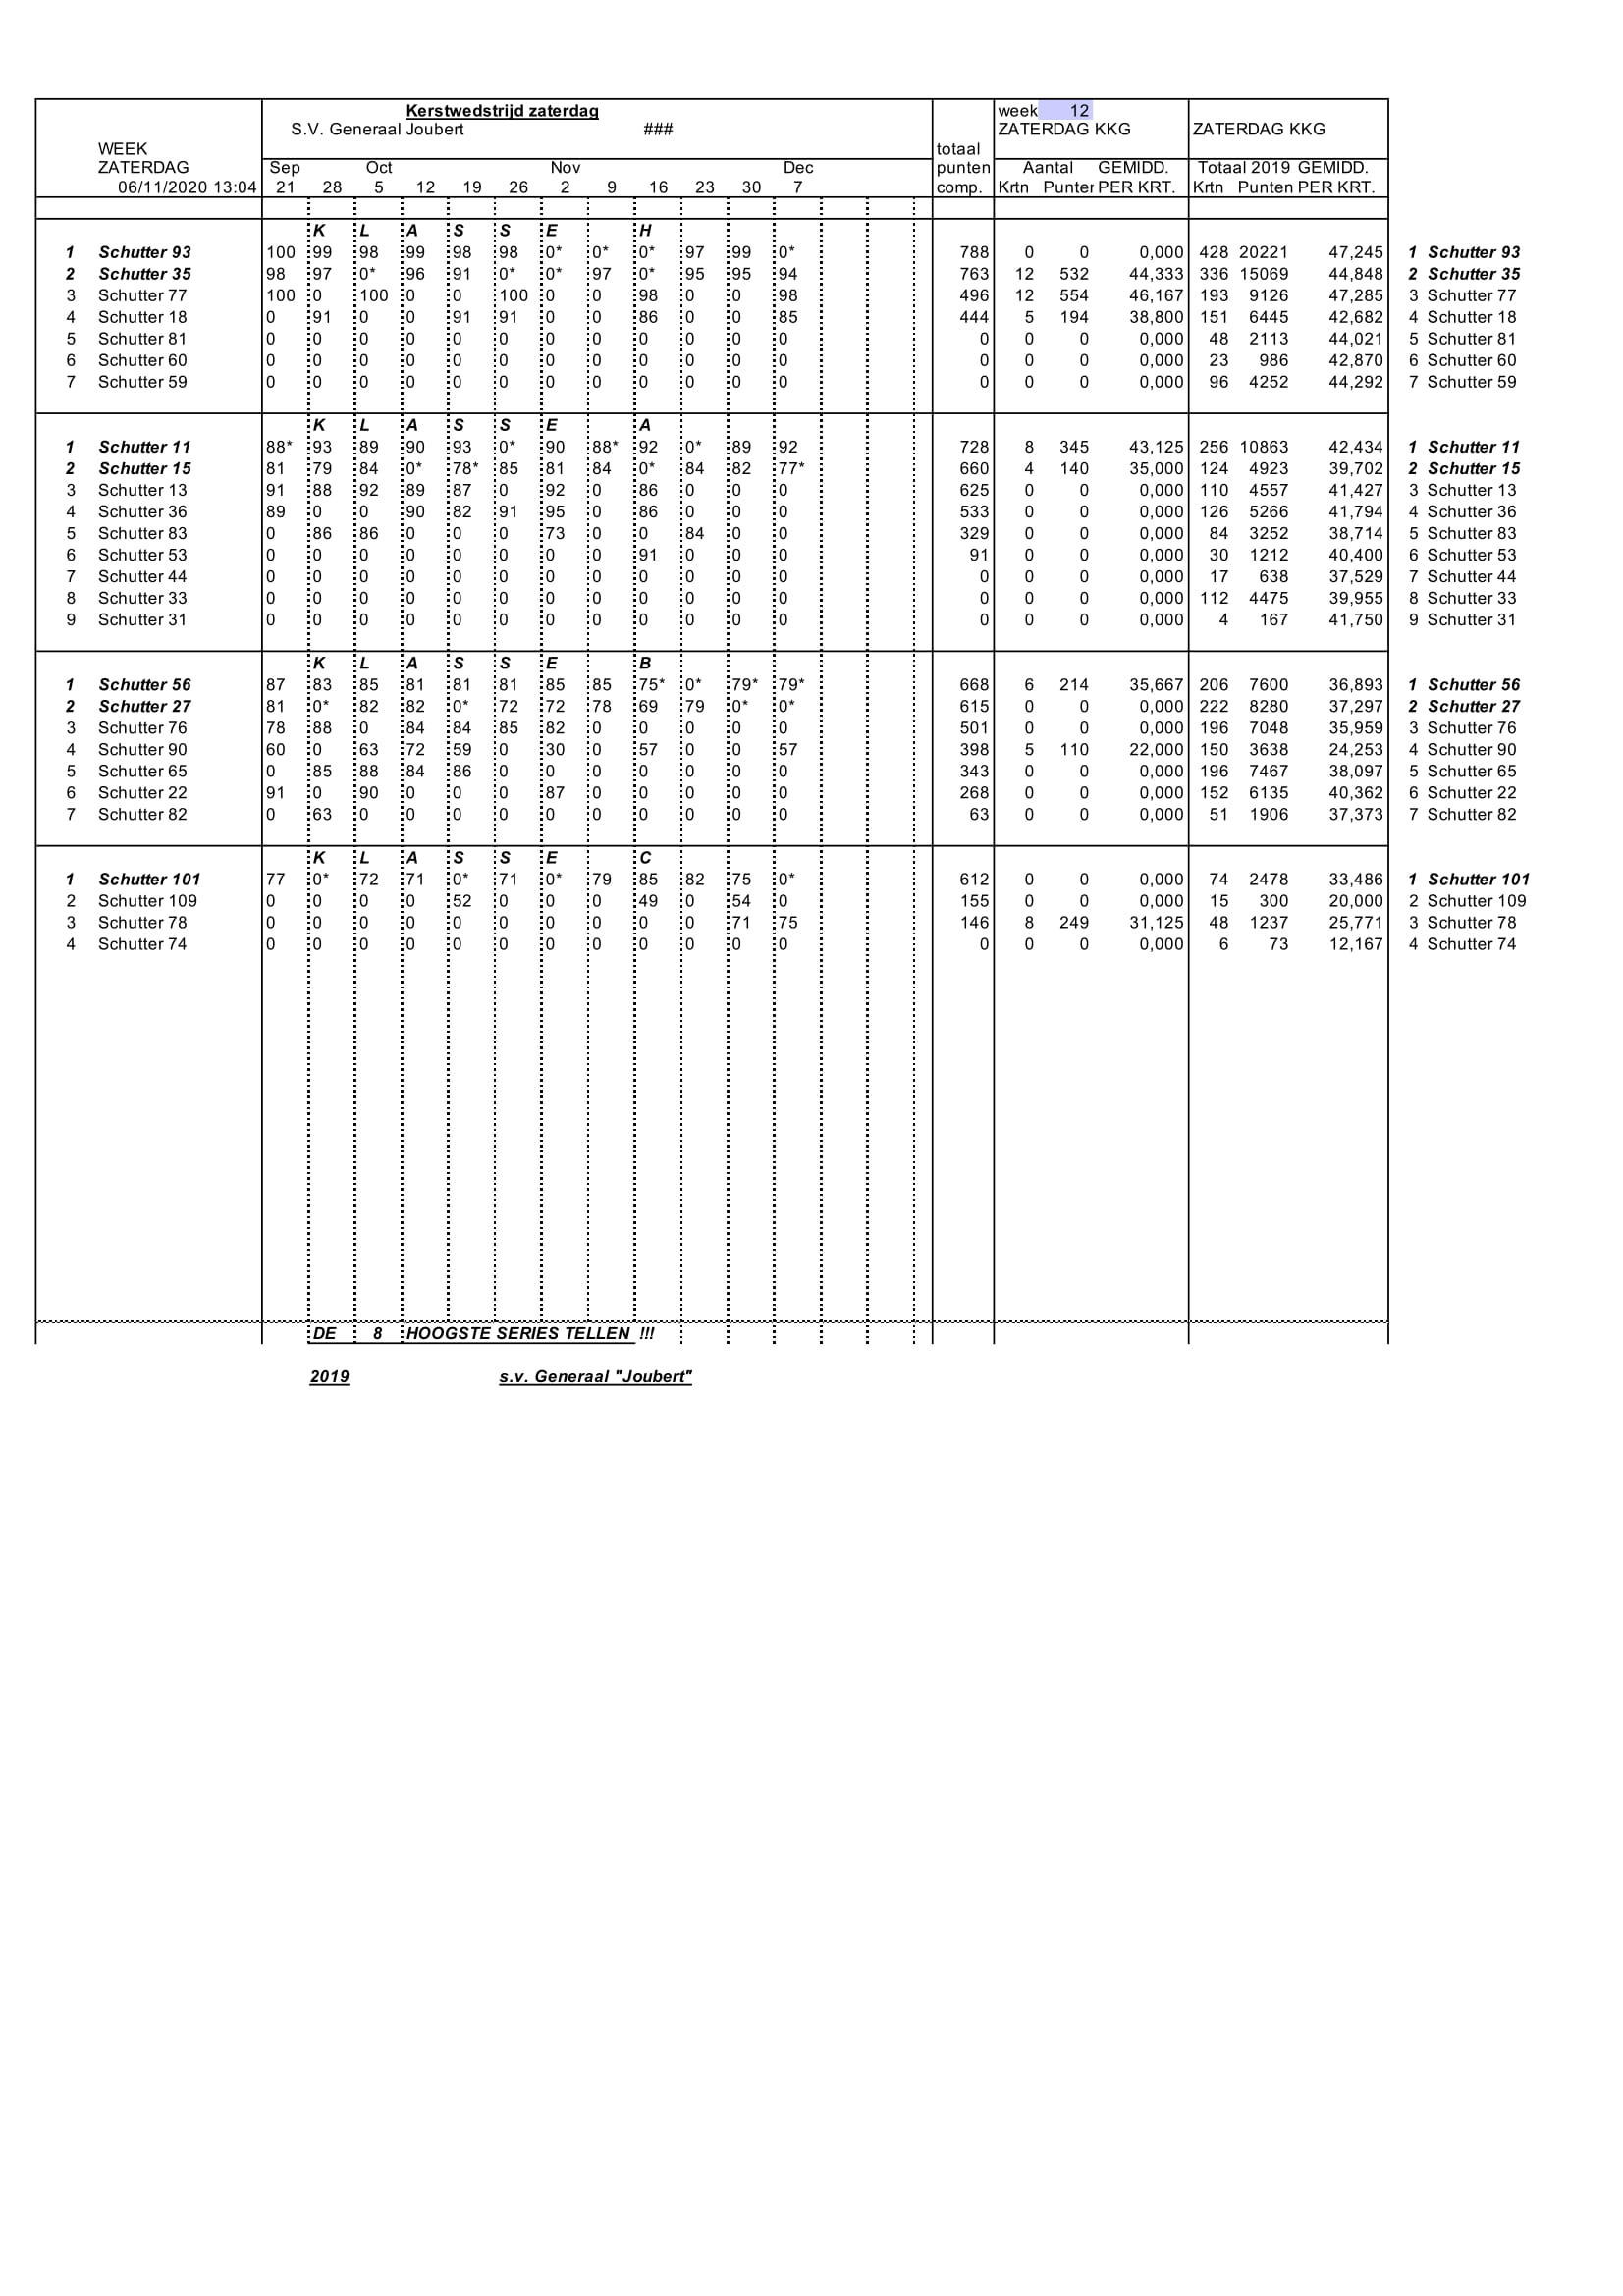 Kerstwedstrijd zaterdag week 12
S.V. Generaal Joubert ### ZATERDAG KKG ZATERDAG KKG
WEEK totaal
ZATERDAG Sep Oct Nov Dec punten Aantal GEMIDD. Totaal 2019 GEMIDD.
06/11/2020 13:04 21 28 5 12 19 26 2 9 16 23 30 7 comp. Krtn Punter PER KRT. Krtn Punten PER KRT.
K L A S S E H
1 Schutter 93 100 99 98 99 98 98 0* 0* 0* 97 99 0* 788 0 0 0,000 428 20221 47,245 1 Schutter 93
2 Schutter 35 98 97 0* 96 91 0* 0* 97 0* 95 95 94 763 12 532 44,333 336 15069 44,848 2 Schutter 35
3 Schutter 77 100 0 100 0 0 100 0 0 98 0 0 98 496 12 554 46,167 193 9126 47,285 3 Schutter 77
4 Schutter 18 0 91 0 0 91 91 0 0 86 0 0 85 444 5 194 38,800 151 6445 42,682 4 Schutter 18
5 Schutter 81 0 0 0 0 0 0 0 0 0 0 0 0 0 0 0 0,000 48 2113 44,021 5 Schutter 81
6 Schutter 60 0 0 0 0 0 0 0 0 0 0 0 0 0 0 0 0,000 23 986 42,870 6 Schutter 60
7 Schutter 59 0 0 0 0 0 0 0 0 0 0 0 0 0 0 0 0,000 96 4252 44,292 7 Schutter 59
K L A S S E A
1 Schutter 11 88* 93 89 90 93 0* 90 88* 92 0* 89 92 728 8 345 43,125 256 10863 42,434 1 Schutter 11
2 Schutter 15 81 79 84 0* 78* 85 81 84 0* 84 82 77* 660 4 140 35,000 124 4923 39,702 2 Schutter 15
3 Schutter 13 91 88 92 89 87 0 92 0 86 0 0 0 625 0 0 0,000 110 4557 41,427 3 Schutter 13
4 Schutter 36 89 0 0 90 82 91 95 0 86 0 0 0 533 0 0 0,000 126 5266 41,794 4 Schutter 36
5 Schutter 83 0 86 86 0 0 0 73 0 0 84 0 0 329 0 0 0,000 84 3252 38,714 5 Schutter 83
6 Schutter 53 0 0 0 0 0 0 0 0 91 0 0 0 91 0 0 0,000 30 1212 40,400 6 Schutter 53
7 Schutter 44 0 0 0 0 0 0 0 0 0 0 0 0 0 0 0 0,000 17 638 37,529 7 Schutter 44
8 Schutter 33 0 0 0 0 0 0 0 0 0 0 0 0 0 0 0 0,000 112 4475 39,955 8 Schutter 33
9 Schutter 31 0 0 0 0 0 0 0 0 0 0 0 0 0 0 0 0,000 4 167 41,750 9 Schutter 31
K L A S S E B
1 Schutter 56 87 83 85 81 81 81 85 85 75* 0* 79* 79* 668 6 214 35,667 206 7600 36,893 1 Schutter 56
2 Schutter 27 81 0* 82 82 0* 72 72 78 69 79 0* 0* 615 0 0 0,000 222 8280 37,297 2 Schutter 27
3 Schutter 76 78 88 0 84 84 85 82 0 0 0 0 0 501 0 0 0,000 196 7048 35,959 3 Schutter 76
4 Schutter 90 60 0 63 72 59 0 30 0 57 0 0 57 398 5 110 22,000 150 3638 24,253 4 Schutter 90
5 Schutter 65 0 85 88 84 86 0 0 0 0 0 0 0 343 0 0 0,000 196 7467 38,097 5 Schutter 65
6 Schutter 22 91 0 90 0 0 0 87 0 0 0 0 0 268 0 0 0,000 152 6135 40,362 6 Schutter 22
7 Schutter 82 0 63 0 0 0 0 0 0 0 0 0 0 63 0 0 0,000 51 1906 37,373 7 Schutter 82
K L A S S E C
1 Schutter 101 77 0* 72 71 0* 71 0* 79 85 82 75 0* 612 0 0 0,000 74 2478 33,486 1 Schutter 101
2 Schutter 109 0 0 0 0 52 0 0 0 49 0 54 0 155 0 0 0,000 15 300 20,000 2 Schutter 109
3 Schutter 78 0 0 0 0 0 0 0 0 0 0 71 75 146 8 249 31,125 48 1237 25,771 3 Schutter 78
4 Schutter 74 0 0 0 0 0 0 0 0 0 0 0 0 0 0 0 0,000 6 73 12,167 4 Schutter 74
DE 8 HOOGSTE SERIES TELLEN !!!
2019 s.v. Generaal "Joubert"